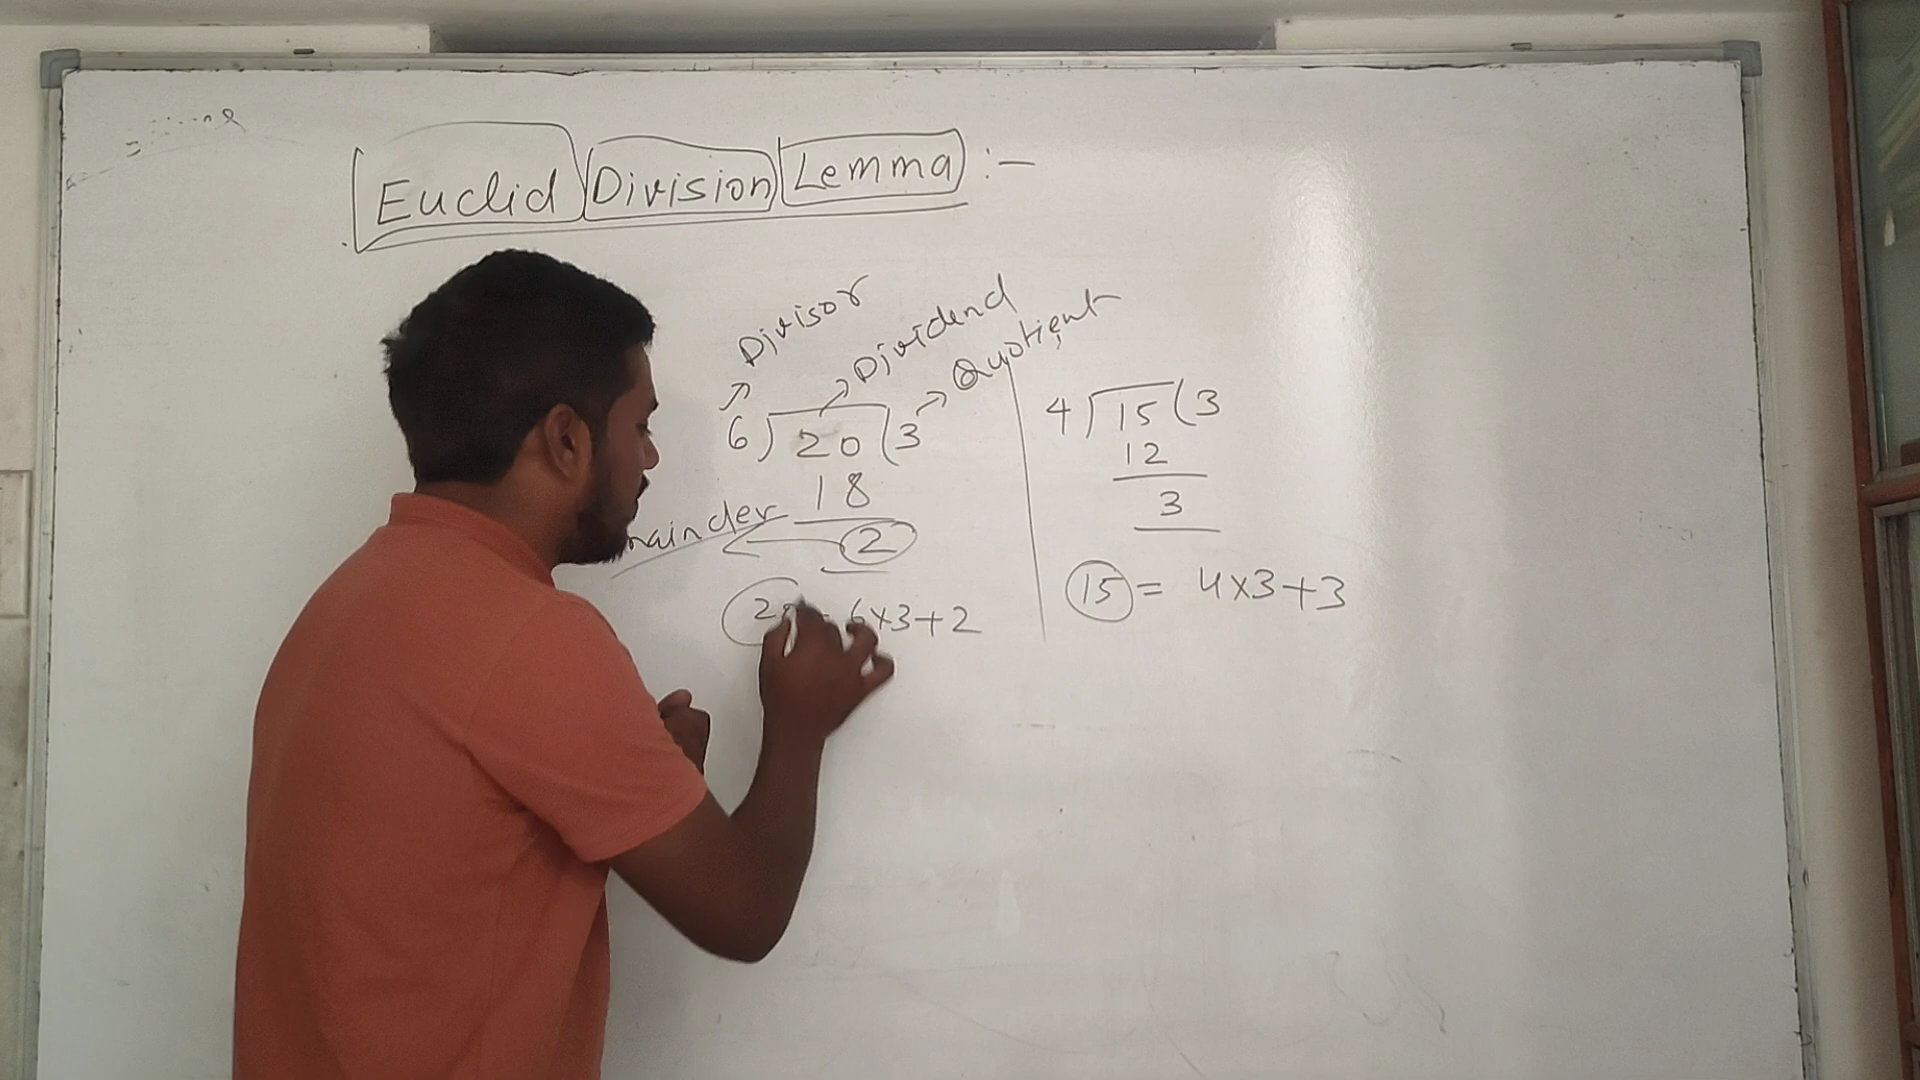 Euclid Division Lemma :-
Divisor
Dividend
Quotient
6) 20 (3
18
mainder
2
20 = 6x3+2
4) 15 (3
12
3
15 = 4x3+3